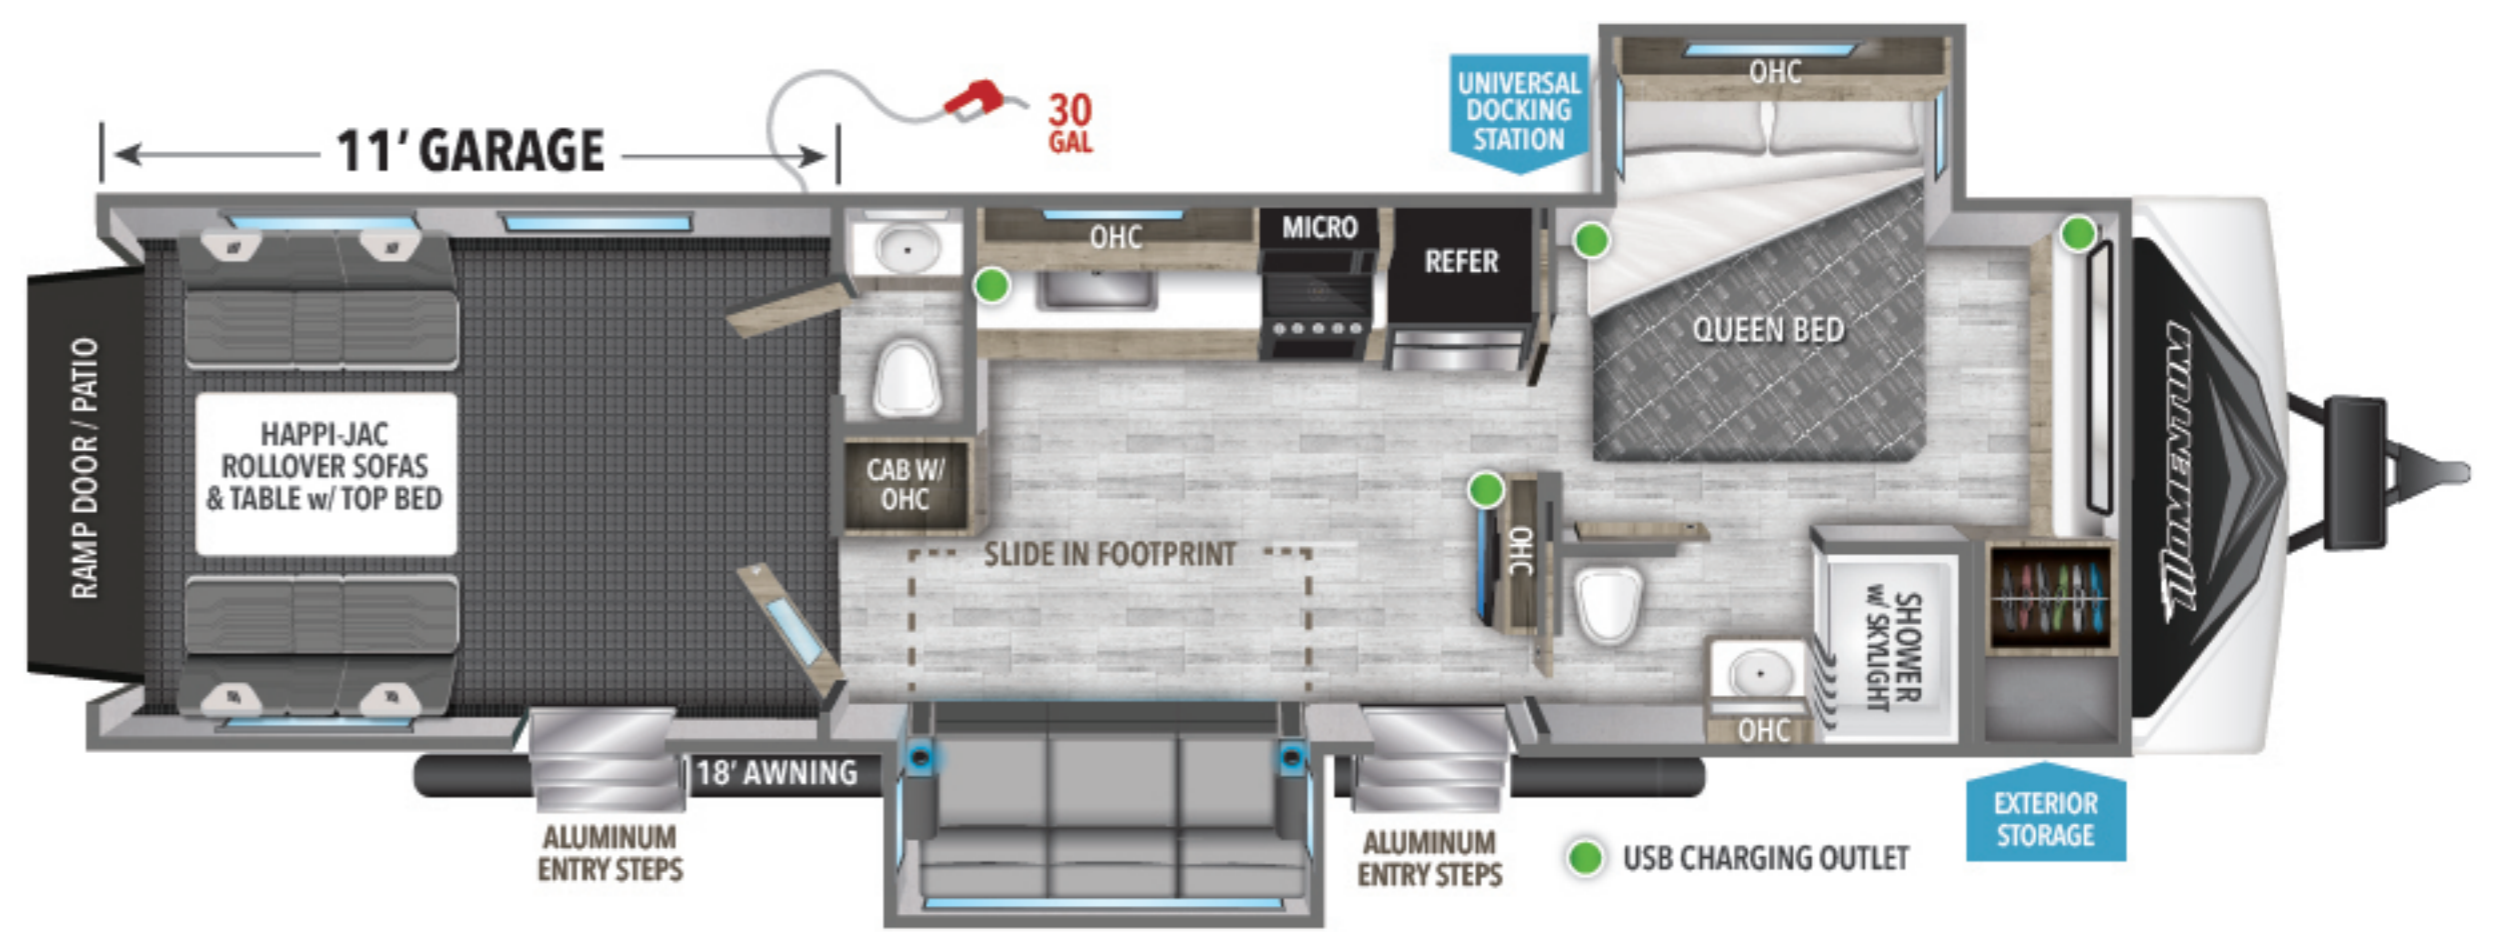 UNIVERSAL
DOCKING
STATION
OHC
30
GAL
11' GARAGE
OHC
MICRO
REFER
QUEEN BED
RAMP DOOR / PATIO
HAPPI-JAC
ROLLOVER SOFAS
& TABLE w/ TOP BED
CAB W/
OHC
SLIDE IN FOOTPRINT
OHC
SHOWER
w/ SKYLIGHT
MOMENTUM
OHC
18' AWNING
ALUMINUM
ENTRY STEPS
ALUMINUM
ENTRY STEPS
USB CHARGING OUTLET
EXTERIOR
STORAGE